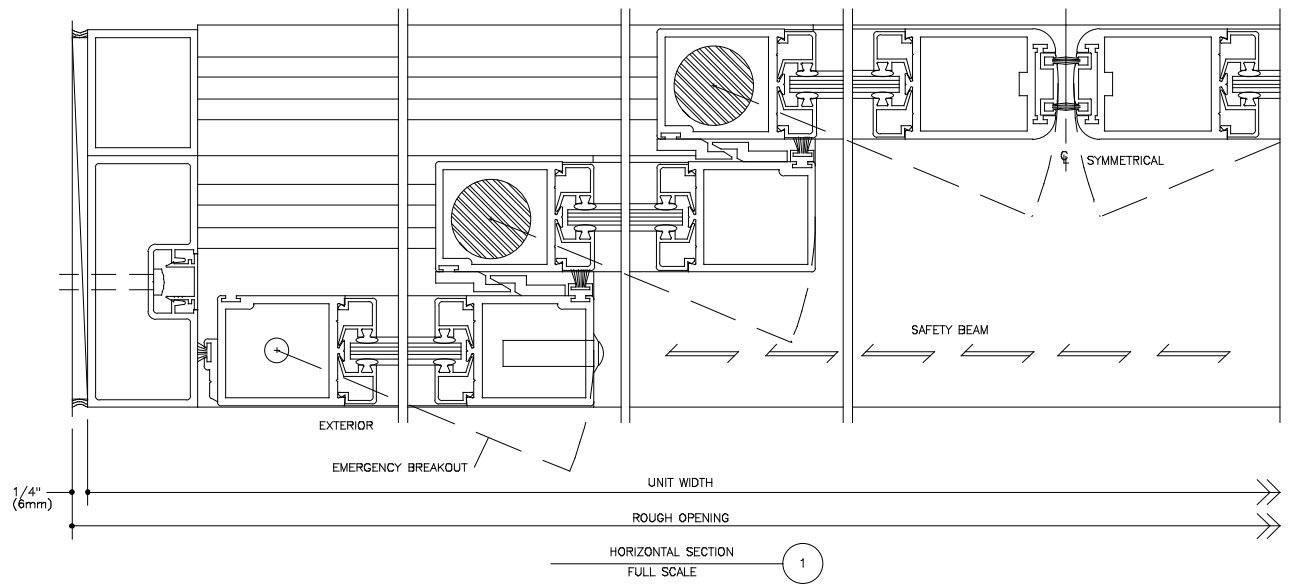 ℄ SYMMETRICAL
SAFETY BEAM
EXTERIOR
EMERGENCY BREAKOUT
UNIT WIDTH
1/4"
(6mm)
ROUGH OPENING
HORIZONTAL SECTION
1
FULL SCALE